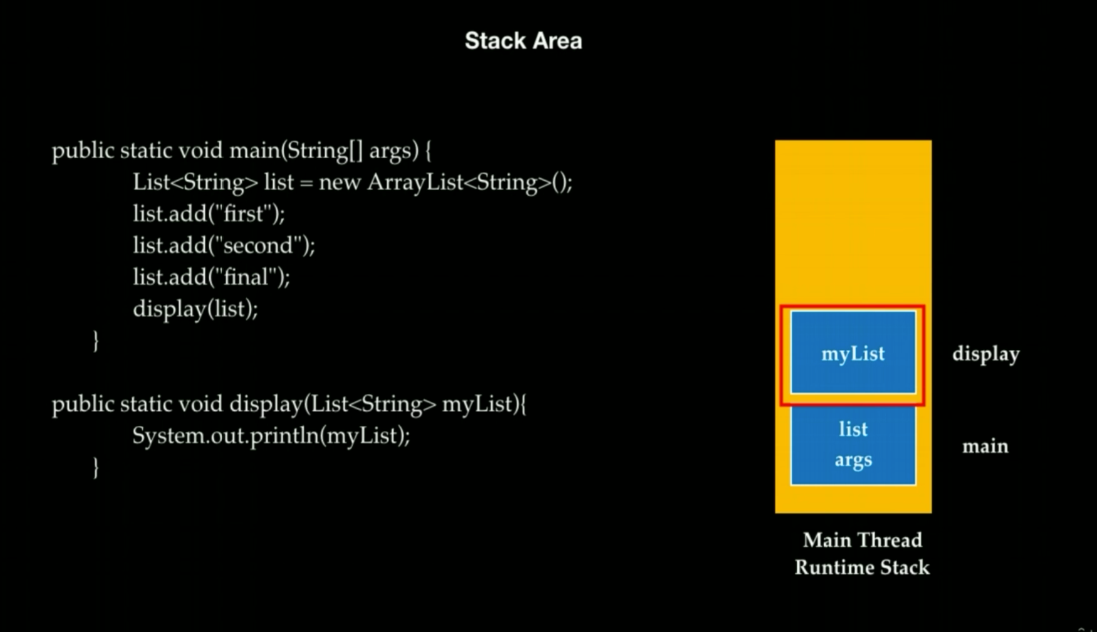 Stack Area
public static void main(String[] args) {
List<String> list = new ArrayList<String>();
list.add("first");
list.add("second");
list.add("final");
display(list);
}
public static void display(List<String> myList){
System.out.println(myList);
}
myList
display
list
args
main
Main Thread
Runtime Stack